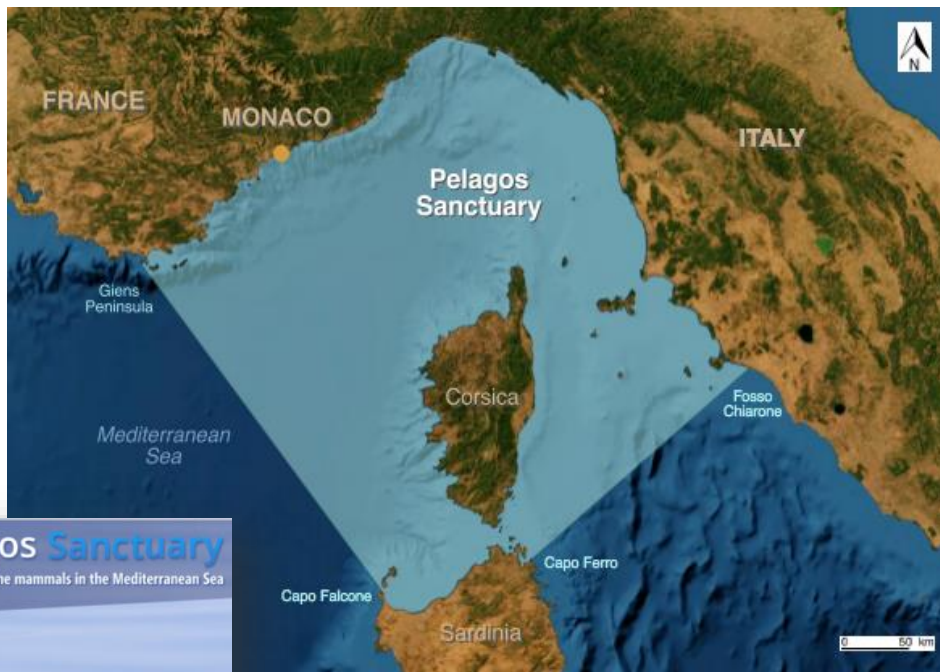 N
FRANCE
MONACO
ITALY
Pelagos
Sanctuary
Giens
Peninsula
Corsica
Fosso
Chiarone
Mediterranean
Sea
Sanctuary
mammals in the Mediterranean Sea
Capo Ferro
Capo Falcone
Sardinia
0 50 km